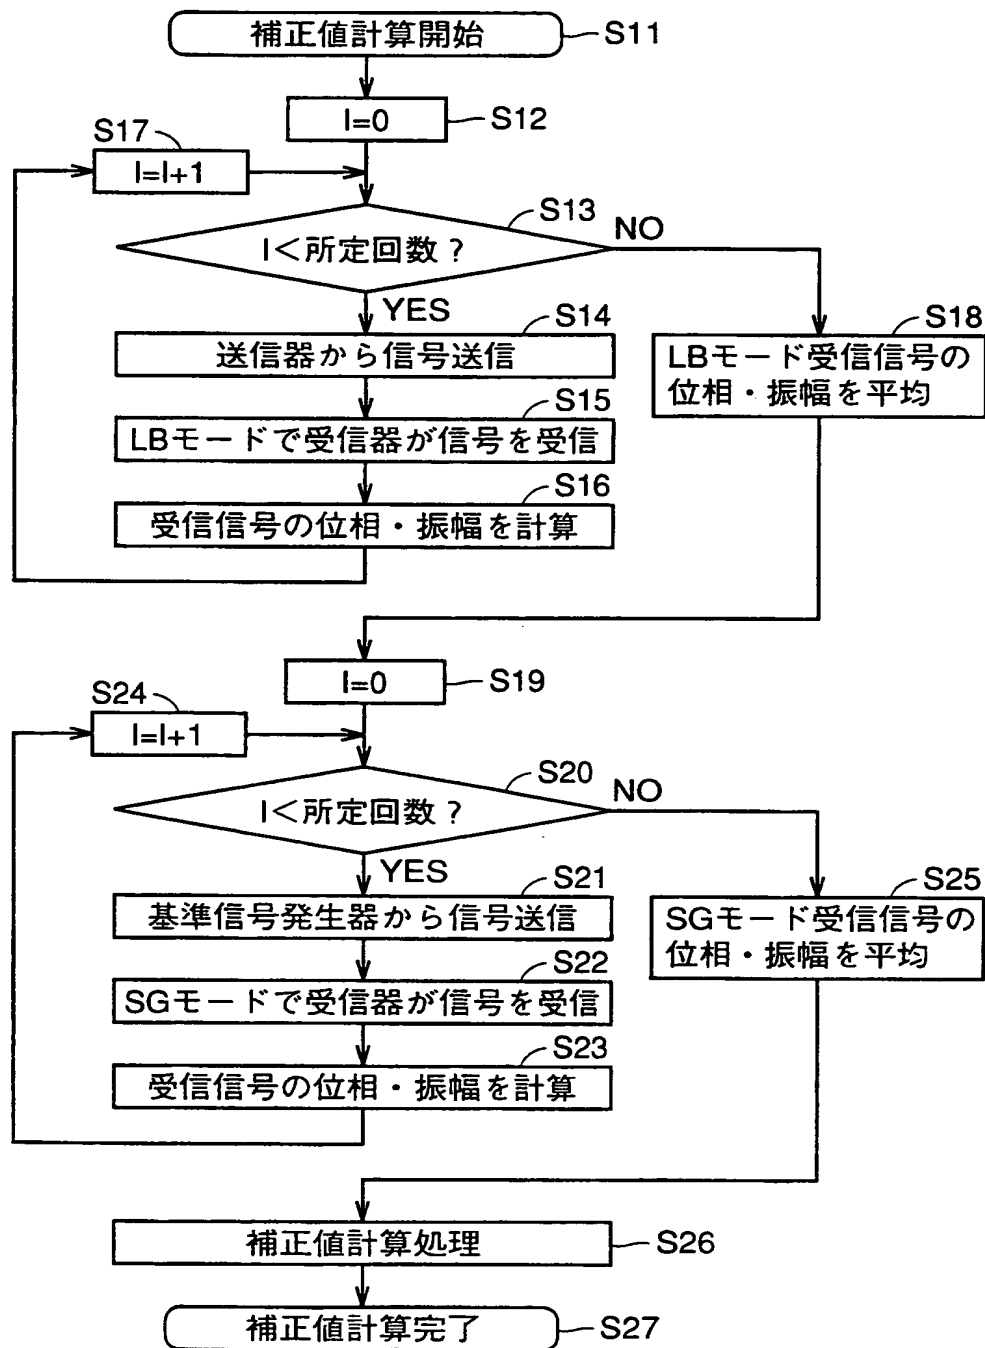 補正値計算開始
S11
I=0
S12
S17
I=I+1
S13
I<所定回数？
NO
YES
S14
送信器から信号送信
S15
LBモードで受信器が信号を受信
S16
受信信号の位相・振幅を計算
S18
LBモード受信信号の
位相・振幅を平均
I=0
S19
S24
I=I+1
S20
I<所定回数？
NO
YES
S21
基準信号発生器から信号送信
S22
SGモードで受信器が信号を受信
S23
受信信号の位相・振幅を計算
S25
SGモード受信信号の
位相・振幅を平均
補正値計算処理
S26
補正値計算完了
S27